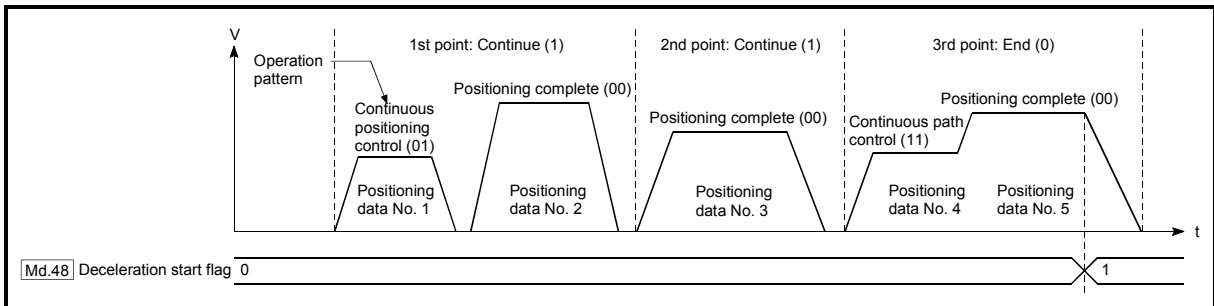 V
Operation
pattern
1st point: Continue (1)
2nd point: Continue (1)
3rd point: End (0)
Continuous
positioning
control (01)
Positioning complete (00)
Positioning complete (00)
Continuous path
control (11)
Positioning complete (00)
Positioning
data No. 1
Positioning
data No. 2
Positioning
data No. 3
Positioning
data No. 4
Positioning
data No. 5
t
Md.48 Deceleration start flag 0
1